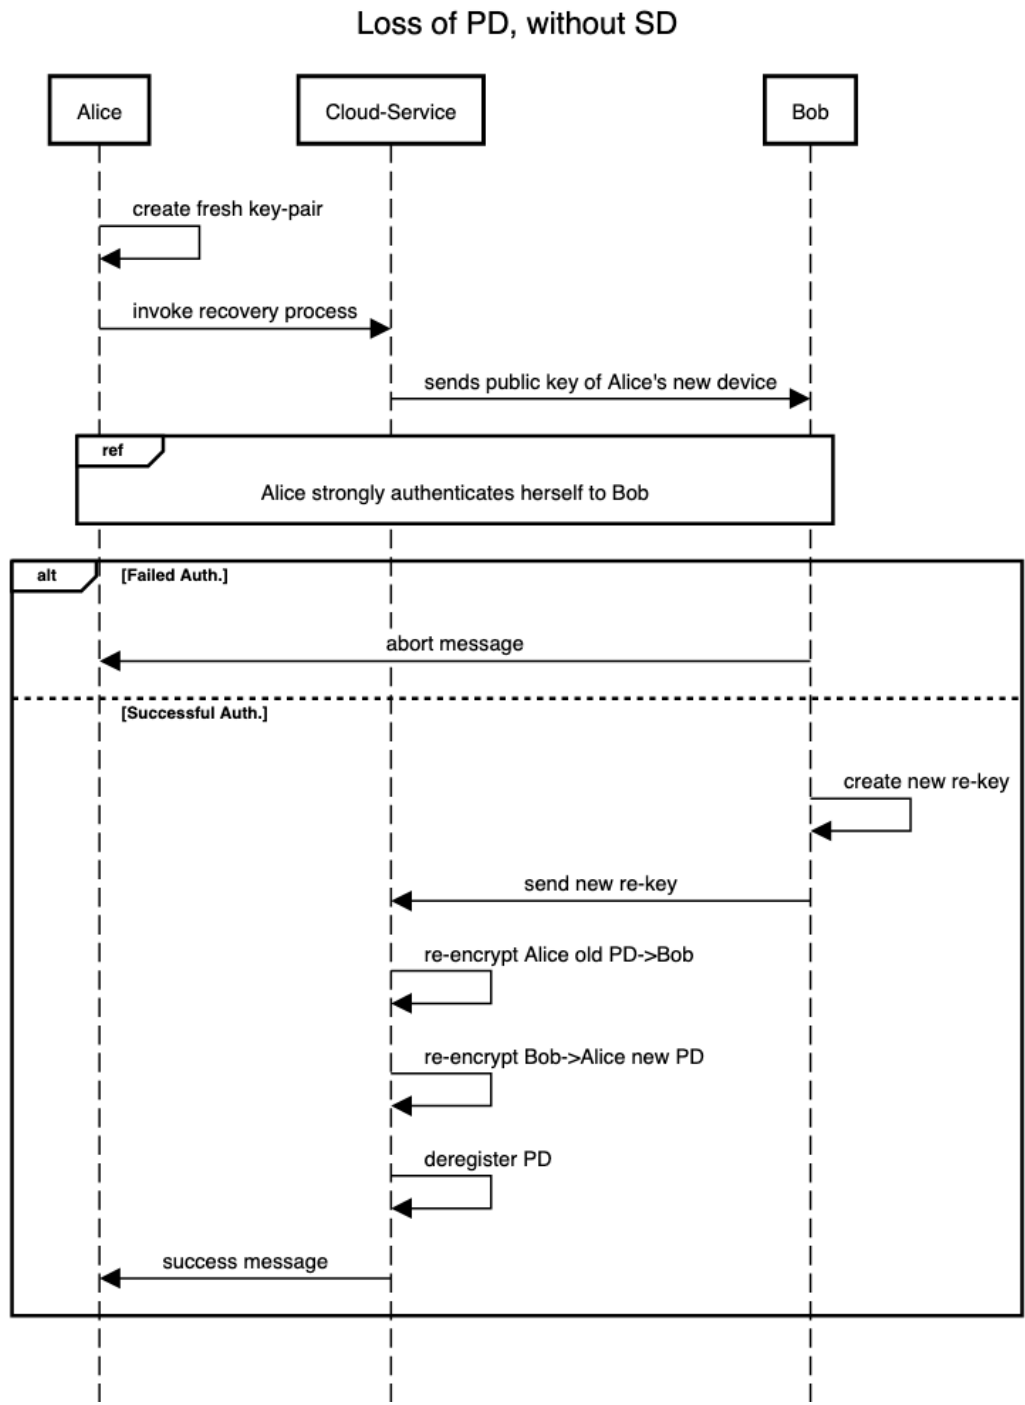 Loss of PD, without SD
Alice
Cloud-Service
Bob
create fresh key-pair
invoke recovery process
sends public key of Alice's new device
ref
Alice strongly authenticates herself to Bob
alt
[Failed Auth.]
abort message
[Successful Auth.]
create new re-key
send new re-key
re-encrypt Alice old PD->Bob
re-encrypt Bob->Alice new PD
deregister PD
success message